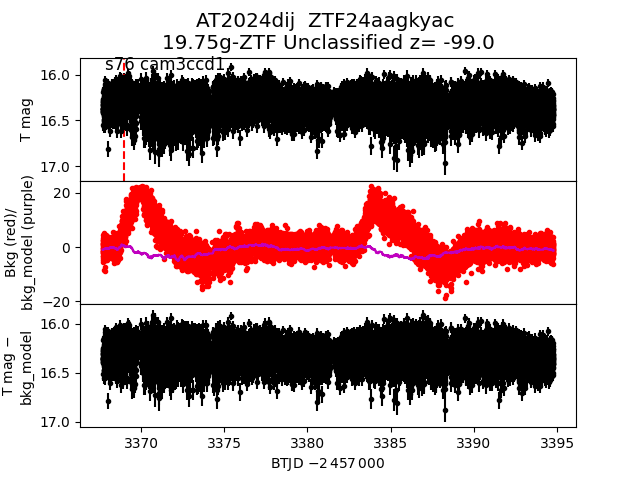 AT2024dij  ZTF24aagkyac
19.75g-ZTF Unclassified z= -99.0
s76 cam3ccd1
16.0
16.5
17.0
T mag
20
0
−20
Bkg (red)/
bkg_model (purple)
16.0
16.5
17.0
T mag −
bkg_model
3370
3375
3380
3385
3390
3395
BTJD −2 457 000